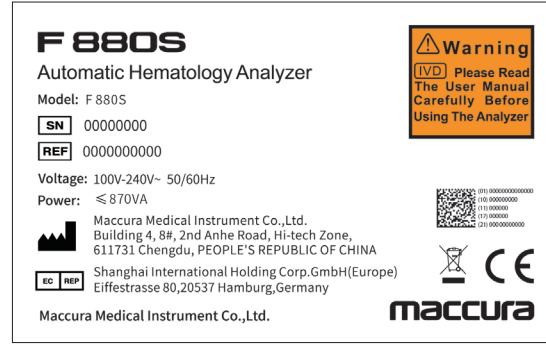 F 880S
Automatic Hematology Analyzer
Model: F 880S
SN 00000000
REF 0000000000
Voltage: 100V-240V~ 50/60Hz
Power: ≤870VA
Maccura Medical Instrument Co.,Ltd.
Building 4, 8#, 2nd Anhe Road, Hi-tech Zone,
611731 Chengdu, PEOPLE'S REPUBLIC OF CHINA
EC REP Shanghai International Holding Corp.GmbH(Europe)
Eiffestrasse 80,20537 Hamburg,Germany
Maccura Medical Instrument Co.,Ltd.
Warning
IVD Please Read
The User Manual
Carefully Before
Using The Analyzer
(01) 00000000000000
(10) 000000000
(11) 000000
(17) 000000
(21) 00000000000
CE
maccura